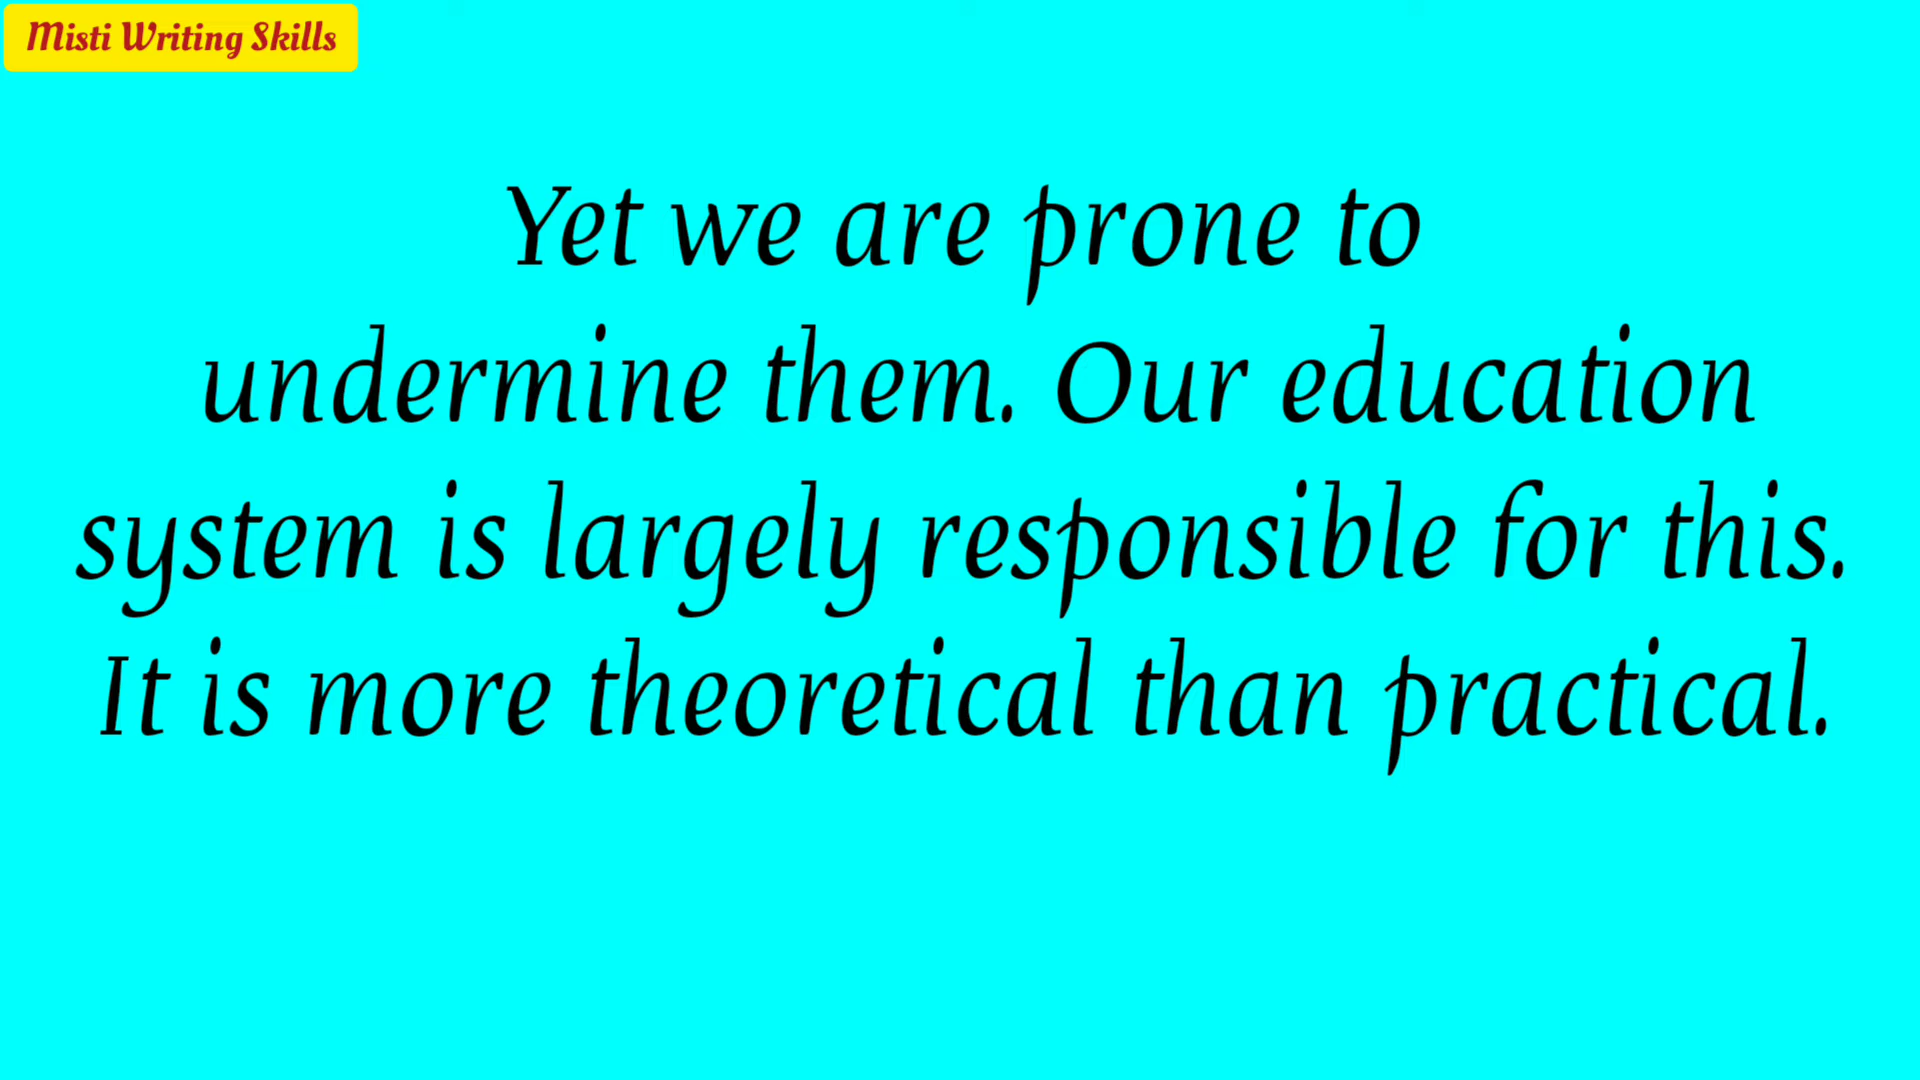 Misti Writing Skills
Yet we are prone to
undermine them. Our education
system is largely responsible for this.
It is more theoretical than practical.